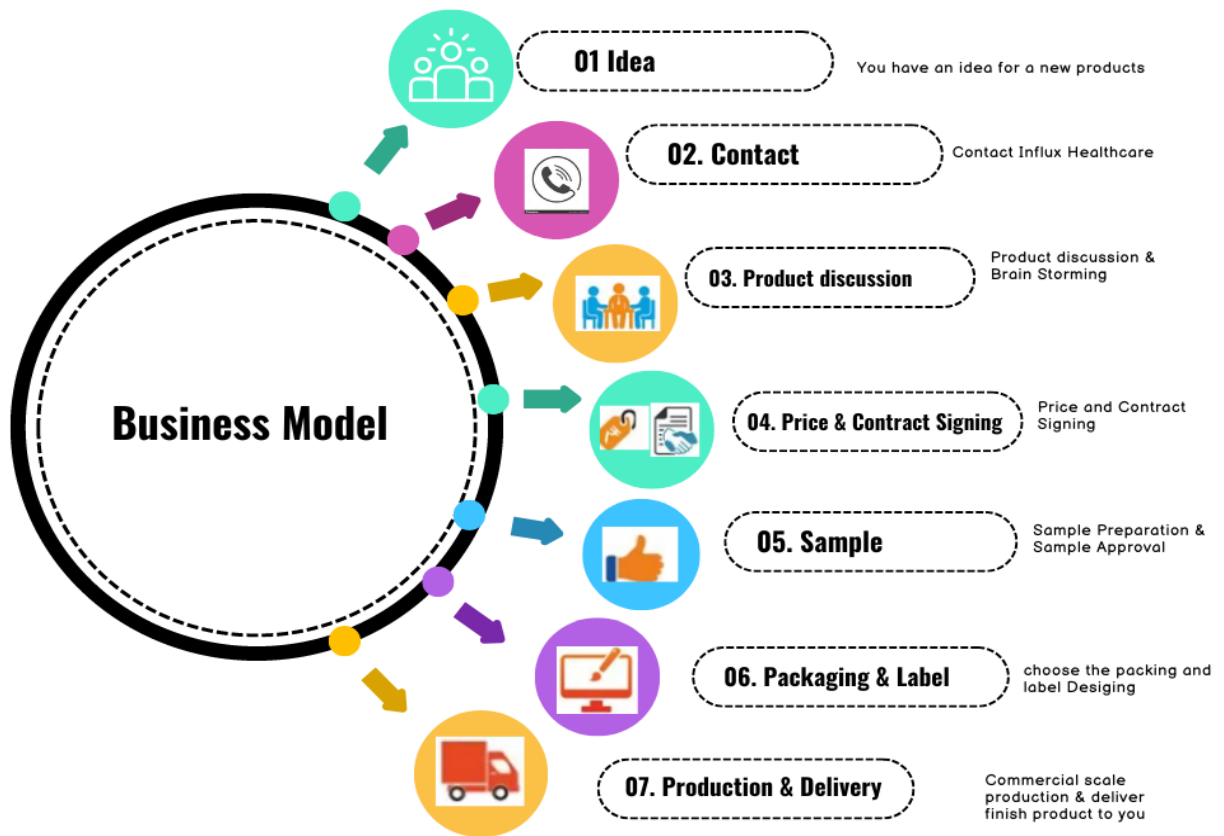 01 Idea
You have an idea for a new products
02. Contact
Contact Influx Healthcare
03. Product discussion
Product discussion &
Brain Storming
Business Model
04. Price & Contract Signing
Price and Contract
Signing
05. Sample
Sample Preparation &
Sample Approval
06. Packaging & Label
choose the packing and
label Desiging
07. Production & Delivery
Commercial scale
production & deliver
finish product to you